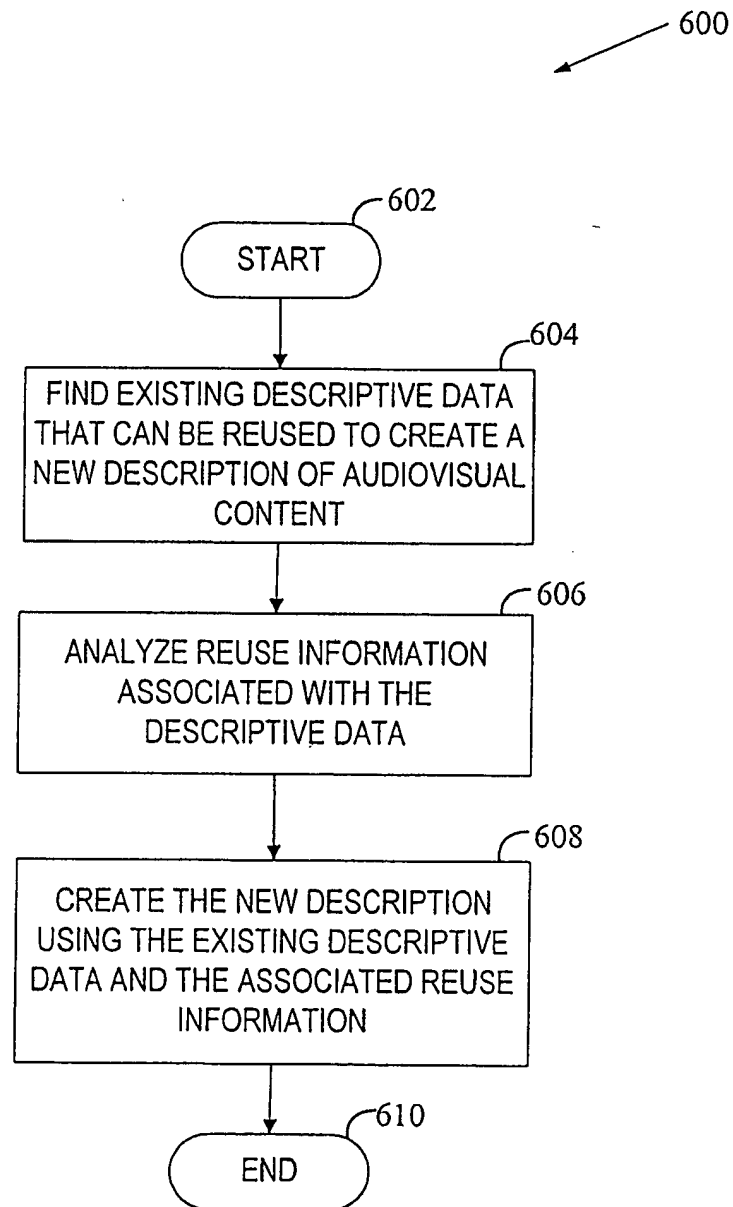 600
602
START
604
FIND EXISTING DESCRIPTIVE DATA
THAT CAN BE REUSED TO CREATE A
NEW DESCRIPTION OF AUDIOVISUAL
CONTENT
606
ANALYZE REUSE INFORMATION
ASSOCIATED WITH THE
DESCRIPTIVE DATA
608
CREATE THE NEW DESCRIPTION
USING THE EXISTING DESCRIPTIVE
DATA AND THE ASSOCIATED REUSE
INFORMATION
610
END